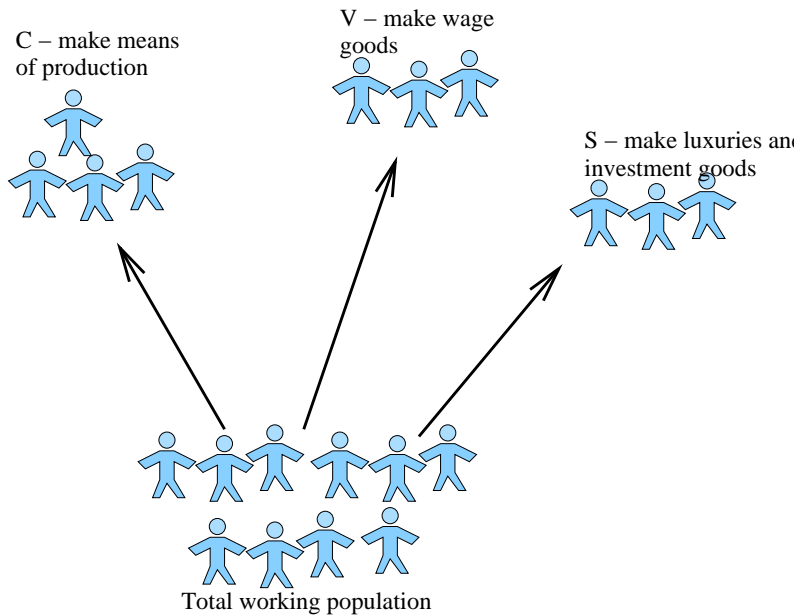 C – make means
of production
V – make wage
goods
S – make luxuries and
investment goods
Total working population